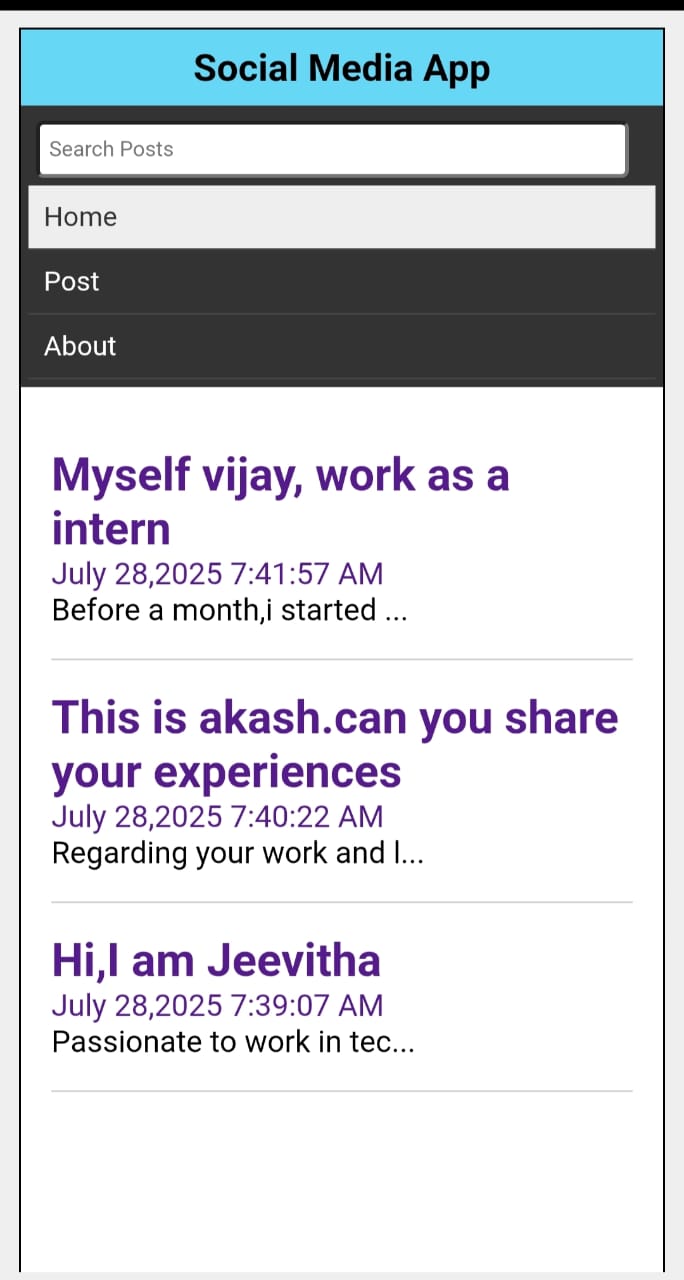 Social Media App
Search Posts
Home
Post
About
Myself vijay, work as a
intern
July 28,2025 7:41:57 AM
Before a month,i started ...
This is akash.can you share
your experiences
July 28,2025 7:40:22 AM
Regarding your work and l...
Hi,I am Jeevitha
July 28,2025 7:39:07 AM
Passionate to work in tec...